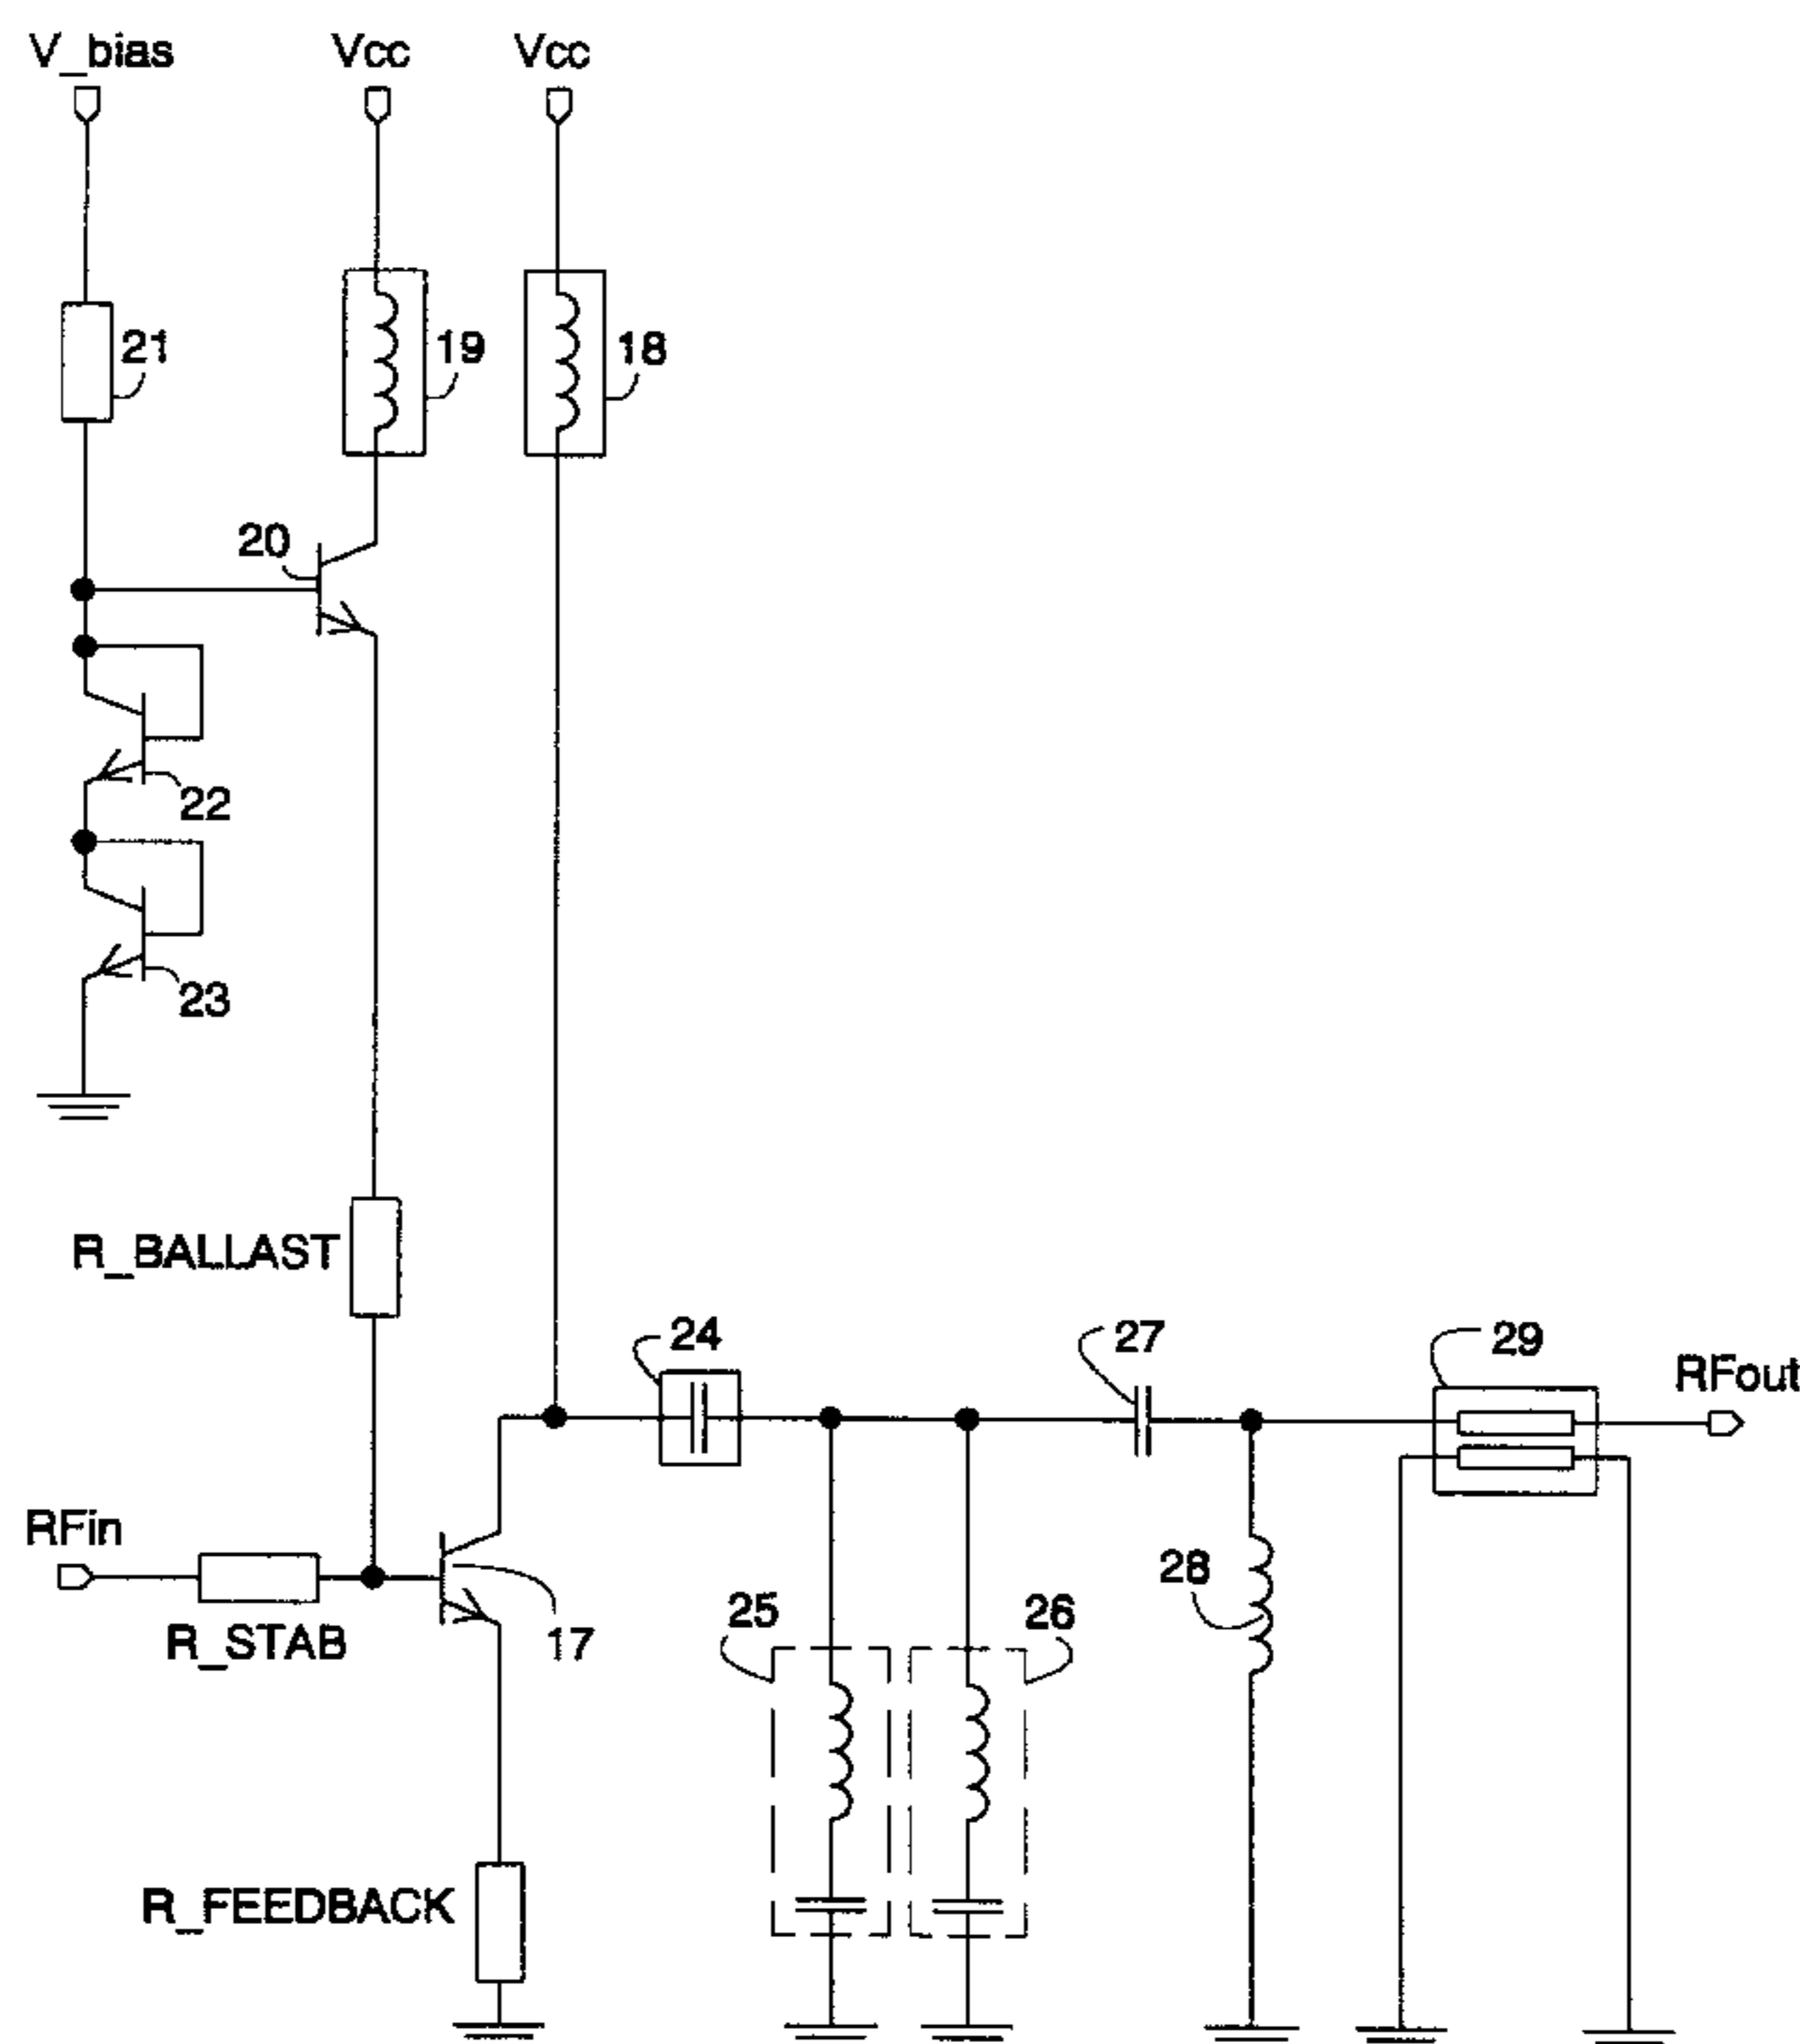 V_bias
Vcc
Vcc
21
19
18
20
22
23
R_BALLAST
24
27
29
RFout
RFin
R_STAB
17
25
26
28
R_FEEDBACK